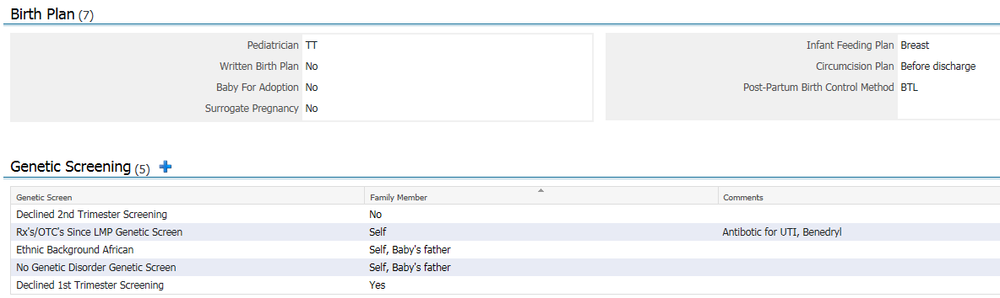 Birth Plan (7)
Pediatrician TT
Written Birth Plan No
Baby For Adoption No
Surrogate Pregnancy No
Infant Feeding Plan Breast
Circumcision Plan Before discharge
Post-Partum Birth Control Method BTL
Genetic Screening (5)
Genetic Screen Family Member Comments
Declined 2nd Trimester Screening No
Rx's/OTC's Since LMP Genetic Screen Self Antibotic for UTI, Benedryl
Ethnic Background African Self, Baby's father
No Genetic Disorder Genetic Screen Self, Baby's father
Declined 1st Trimester Screening Yes